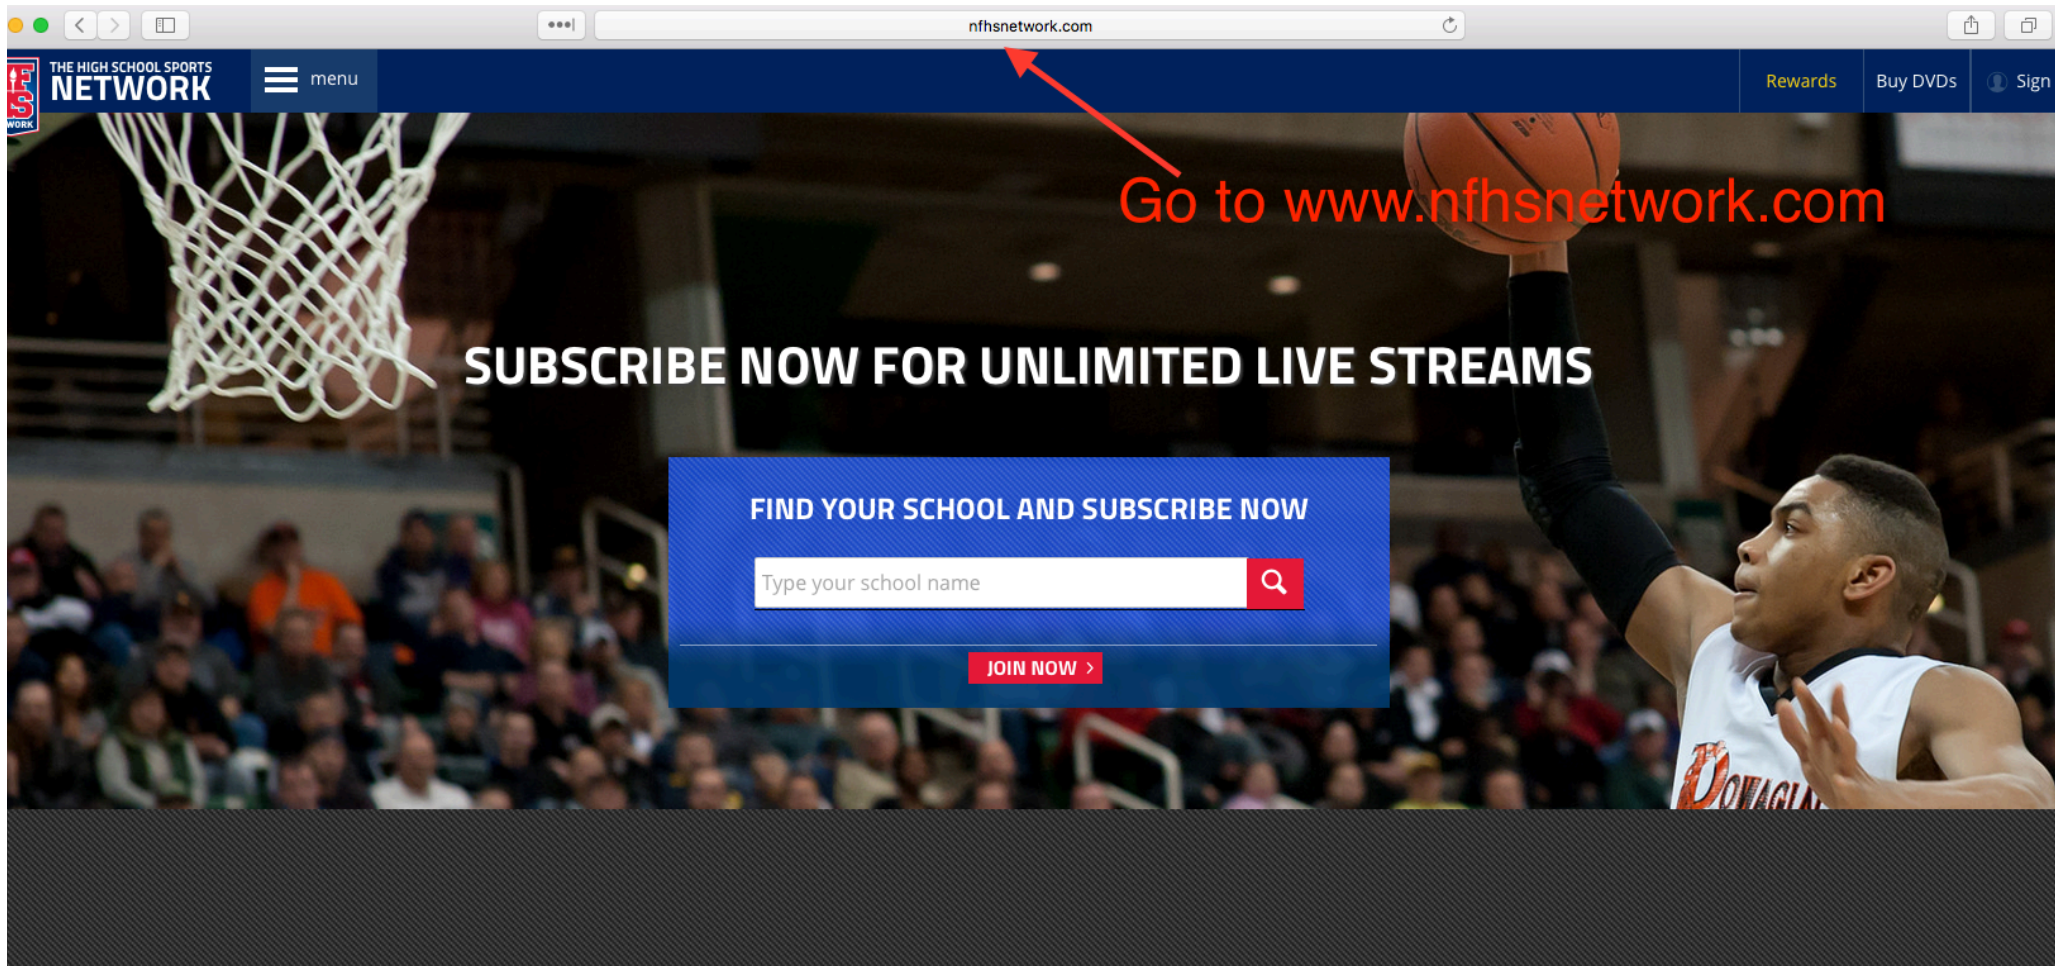 nfhsnetwork.com
THE HIGH SCHOOL SPORTS
NETWORK
menu
Rewards
Buy DVDs
Sign
WORK
Go to www.nfhsnetwork.com
SUBSCRIBE NOW FOR UNLIMITED LIVE STREAMS
FIND YOUR SCHOOL AND SUBSCRIBE NOW
Type your school name
JOIN NOW >